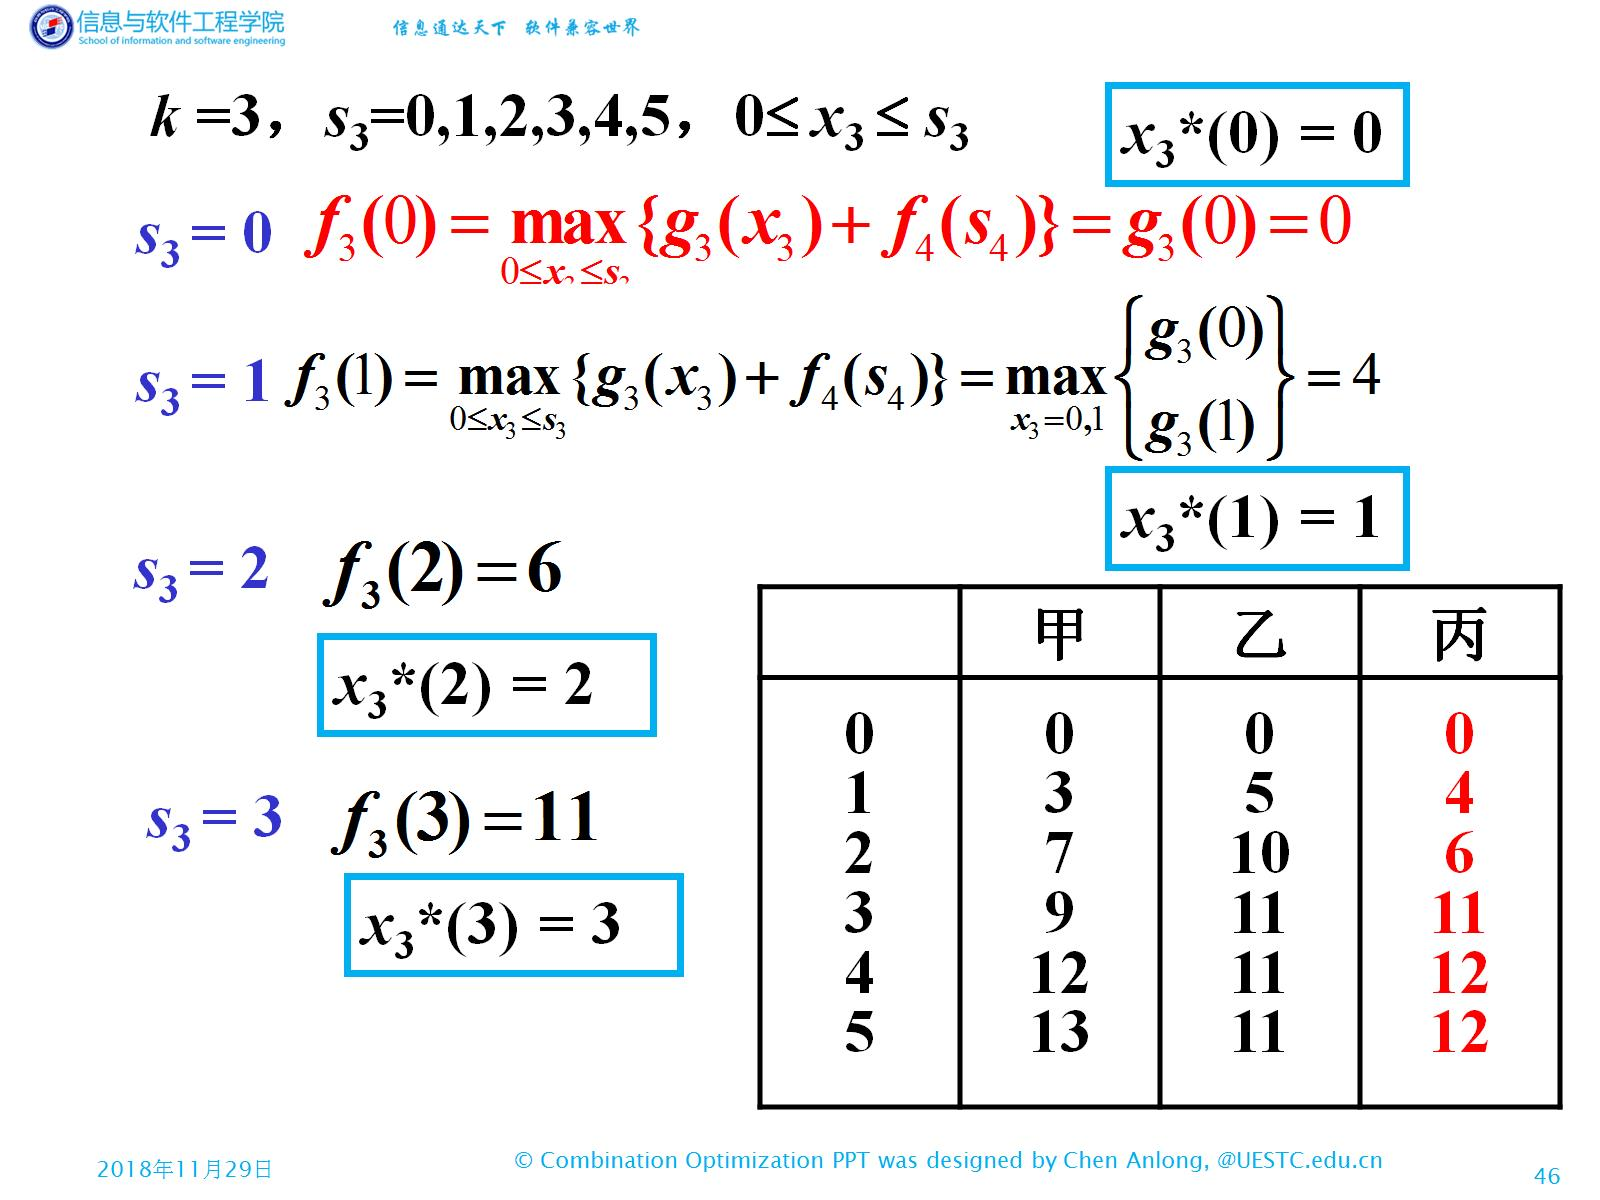 信息与软件工程学院
School of information and software engineering
信息通达天下 软件兼容世界
k =3，s3=0,1,2,3,4,5，0≤ x3 ≤ s3
x3*(0) = 0
s3 = 0 f3(0) = max {g3(x3) + f4(s4)} = g3(0) = 0
0≤x3≤s3
s3 = 1 f3(1) = max {g3(x3) + f4(s4)} = max { g3(0) g3(1) } = 4
0≤x3≤s3 x3=0,1
x3*(1) = 1
s3 = 2 f3(2) = 6
x3*(2) = 2
s3 = 3 f3(3) = 11
x3*(3) = 3
甲 乙 丙
0 0 0 0
1 3 5 4
2 7 10 6
3 9 11 11
4 12 11 12
5 13 11 12
2018年11月29日
© Combination Optimization PPT was designed by Chen Anlong, @UESTC.edu.cn
46